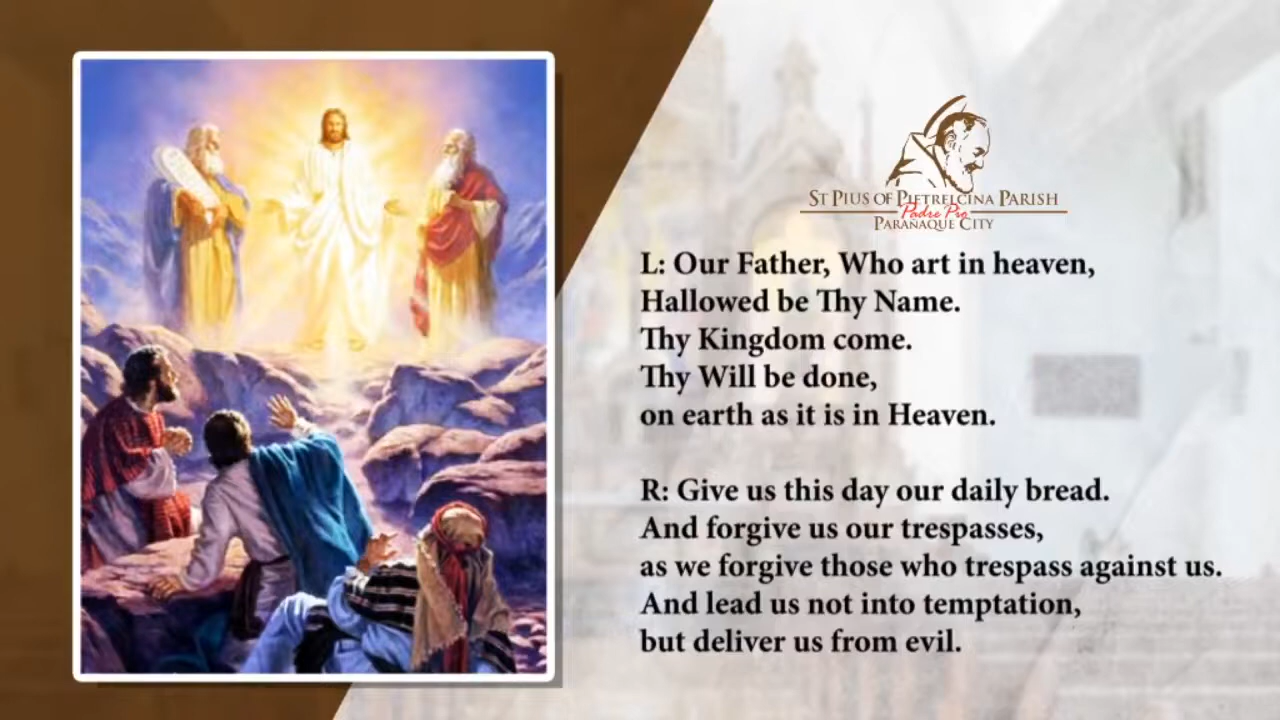 St Pius of Pietrelcina Parish
Padre Pio
Parañaque City
L: Our Father, Who art in heaven,
Hallowed be Thy Name.
Thy Kingdom come.
Thy Will be done,
on earth as it is in Heaven.
R: Give us this day our daily bread.
And forgive us our trespasses,
as we forgive those who trespass against us.
And lead us not into temptation,
but deliver us from evil.